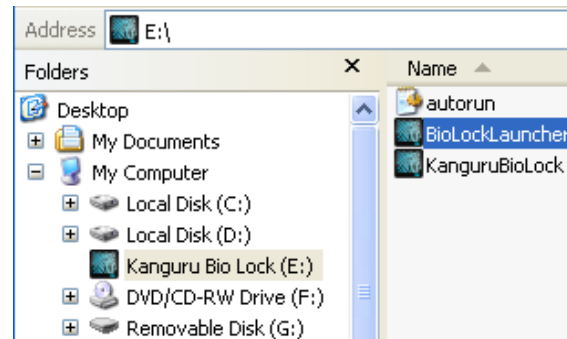 Address E:\
Folders
Name
Desktop
autorun
My Documents
BioLockLauncher
My Computer
KanguruBioLock
Local Disk (C:)
Local Disk (D:)
Kanguru Bio Lock (E:)
DVD/CD-RW Drive (F:)
Removable Disk (G:)